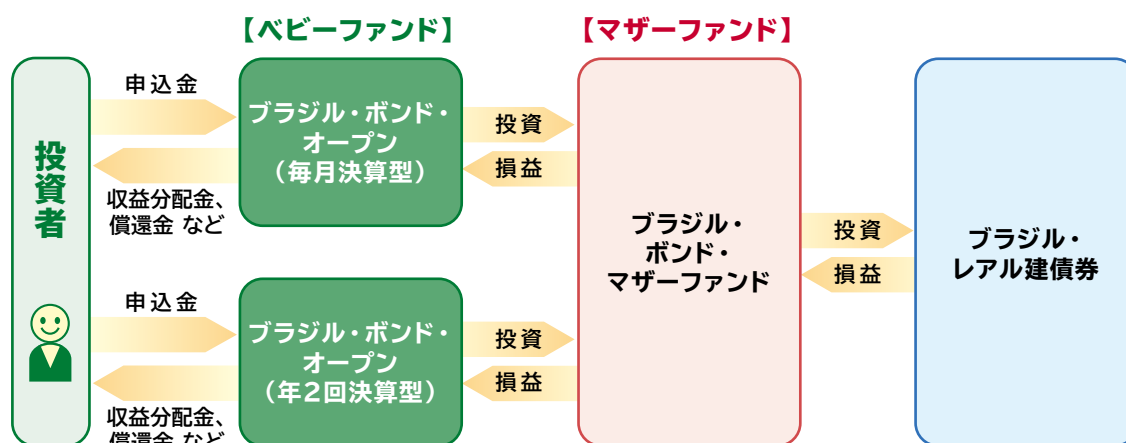 【ベビーファンド】
【マザーファンド】
投資者
申込金
収益分配金、
償還金 など
ブラジル・ボンド・
オープン
（毎月決算型）
投資
損益
申込金
収益分配金、
償還金 など
ブラジル・ボンド・
オープン
（年2回決算型）
投資
損益
ブラジル・
ボンド・
マザーファンド
投資
損益
ブラジル・
レアル建債券